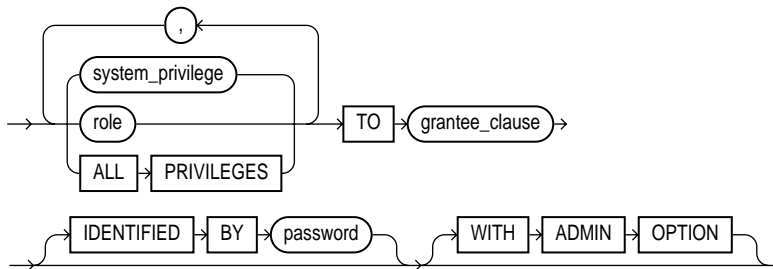 ,
system_privilege
role TO grantee_clause
ALL PRIVILEGES
IDENTIFIED BY password WITH ADMIN OPTION